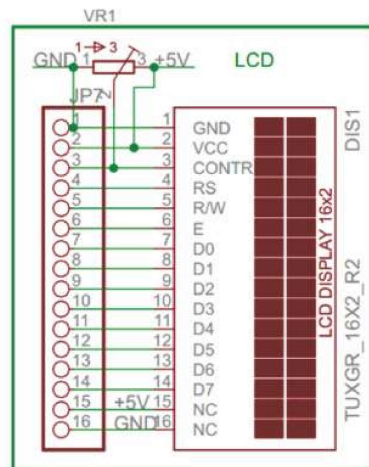 VR1
1 3
GND 1 3 +5V
2
LCD
JP7
1 1 GND
2 2 VCC
3 3 CONTR
4 4 RS
5 5 R/W
6 6 E
7 7 D0
8 8 D1
9 9 D2
10 10 D3
11 11 D4
12 12 D5
13 13 D6
14 14 D7
15 +5V 15 NC
16 GND 16 NC
LCD DISPLAY 16x2
DIS1
TUXGR_16X2_R2